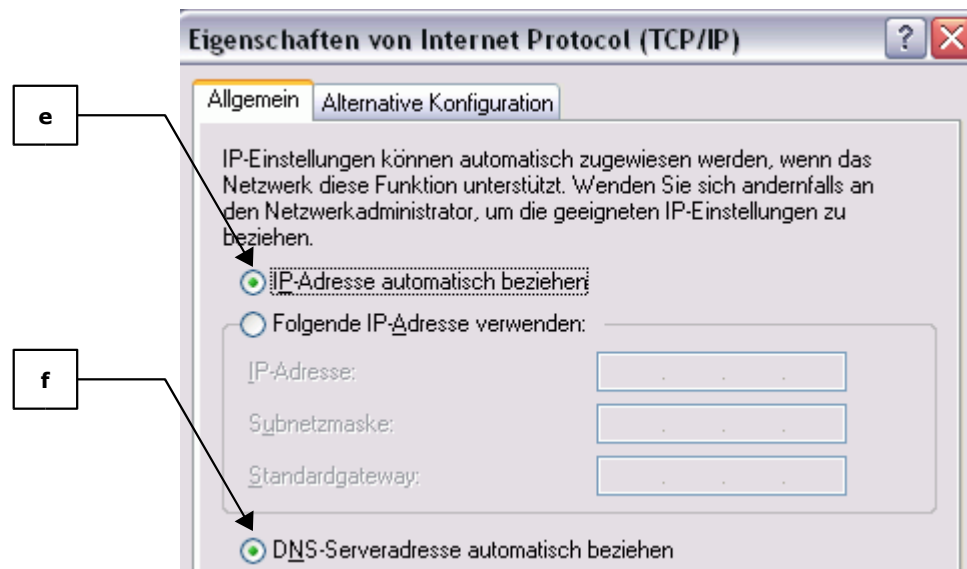 Eigenschaften von Internet Protocol (TCP/IP)
Allgemein
Alternative Konfiguration
e
IP-Einstellungen können automatisch zugewiesen werden, wenn das
Netzwerk diese Funktion unterstützt. Wenden Sie sich andernfalls an
den Netzwerkadministrator, um die geeigneten IP-Einstellungen zu
beziehen.
IP-Adresse automatisch beziehen
Folgende IP-Adresse verwenden:
f
IP-Adresse:
Subnetzmaske:
Standardgateway:
DNS-Serveradresse automatisch beziehen